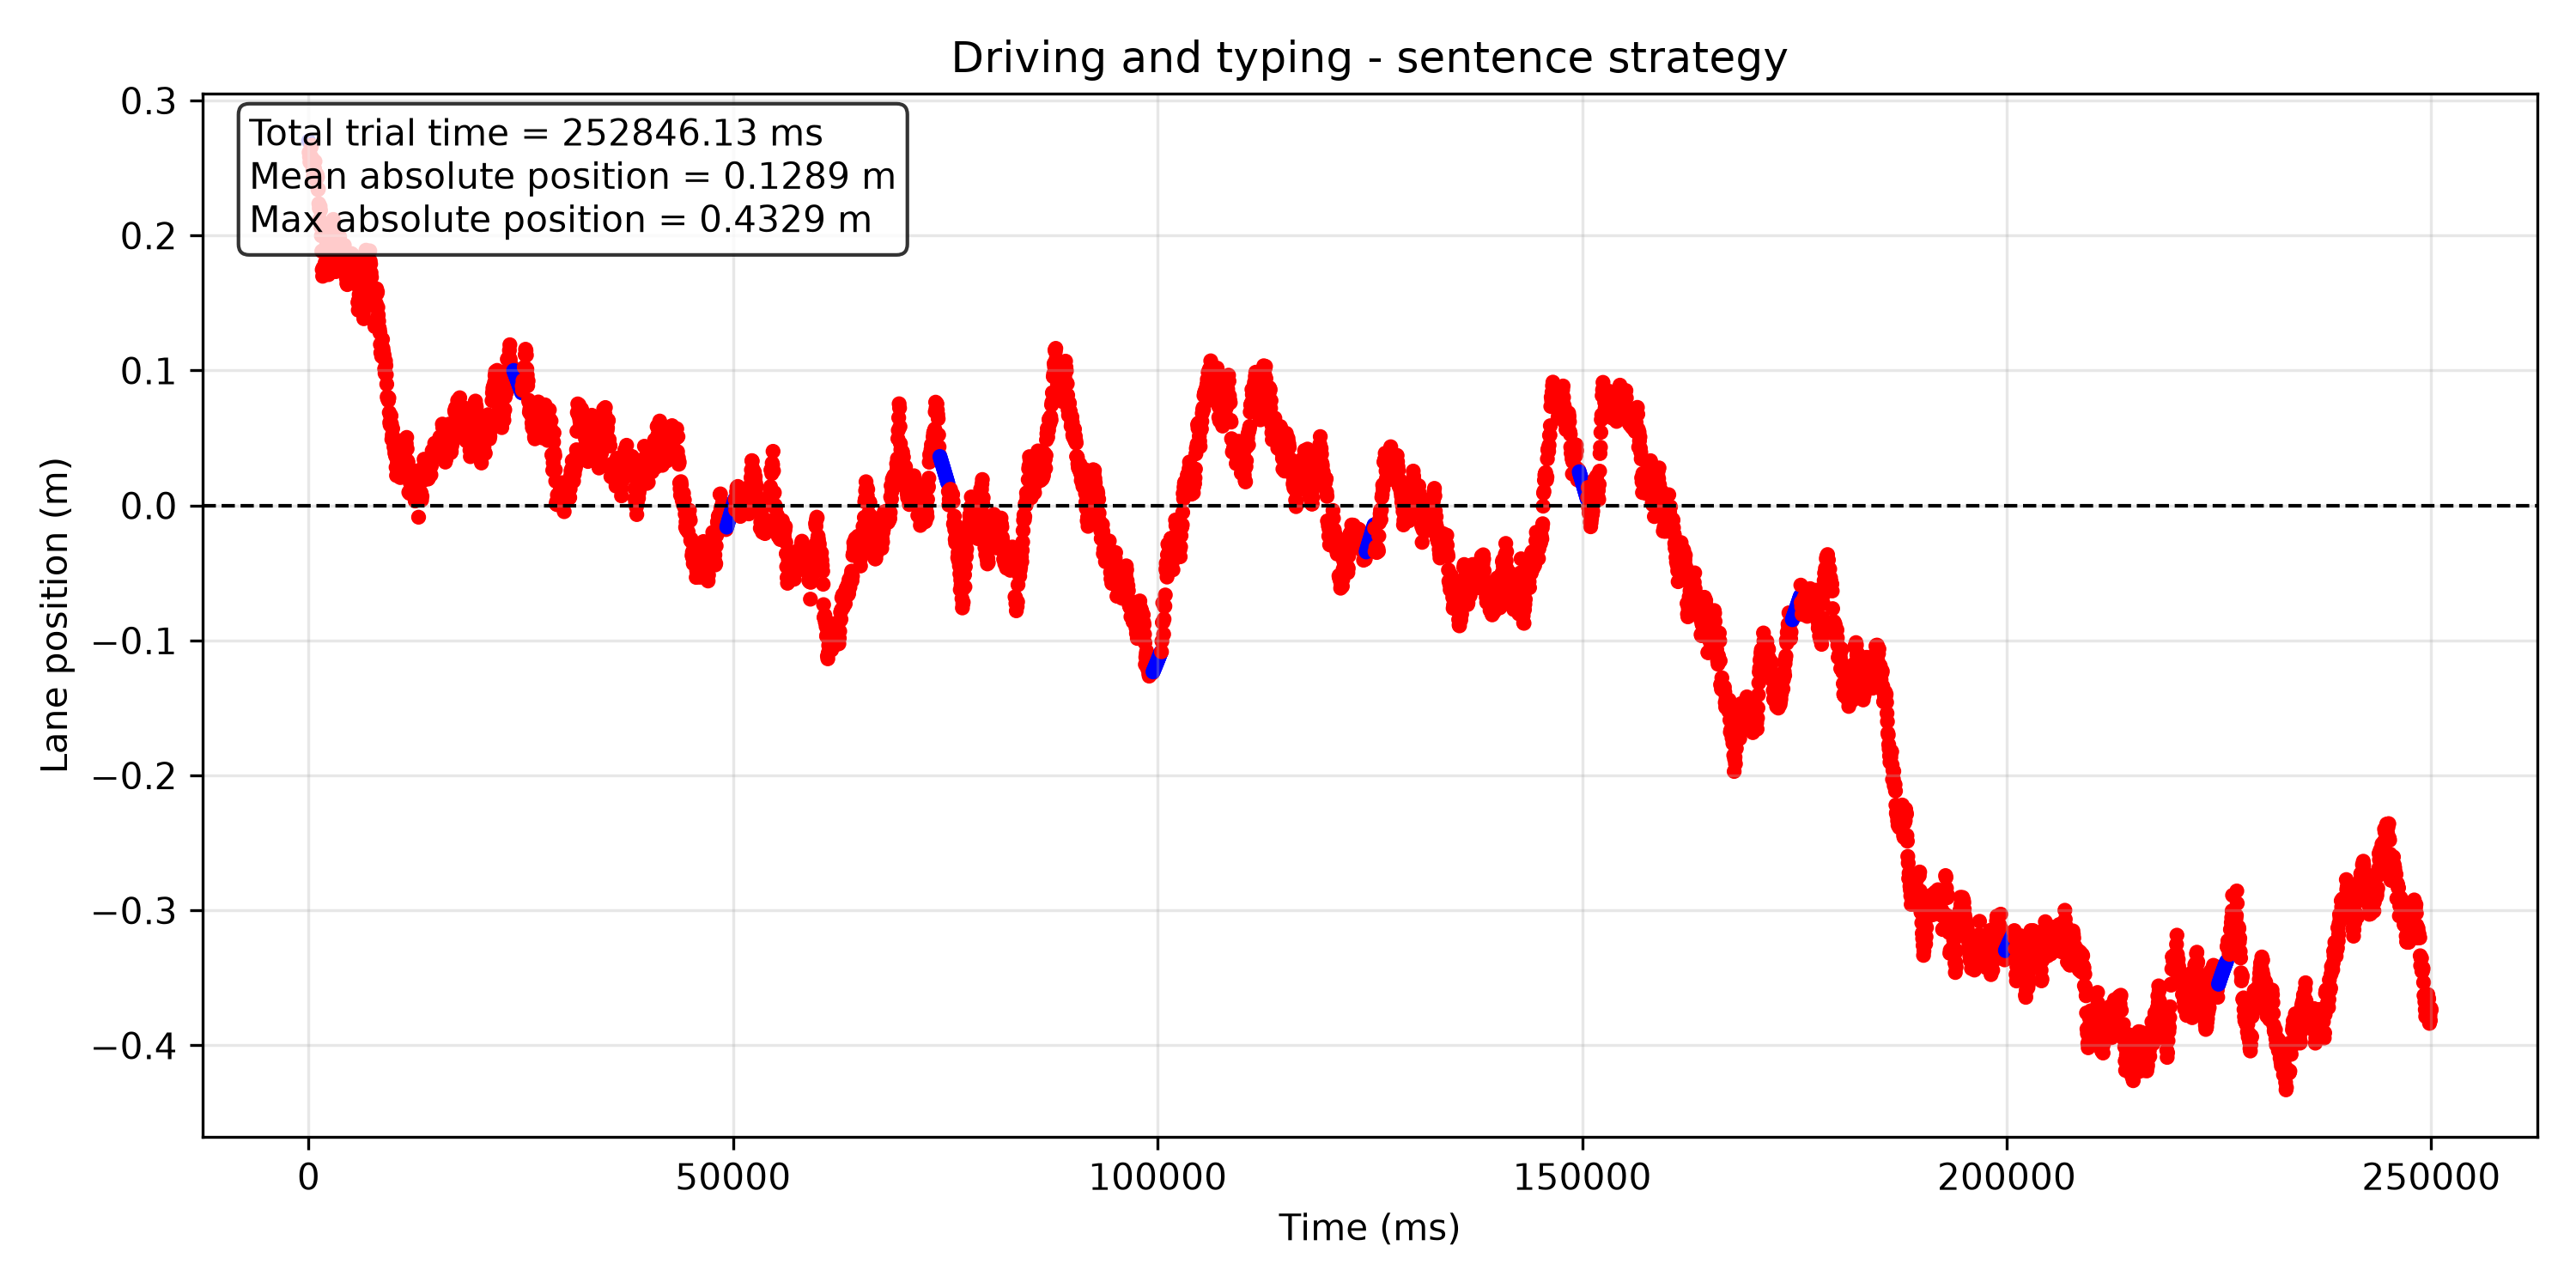 Driving and typing - sentence strategy
Total trial time = 252846.13 ms
Mean absolute position = 0.1289 m
Max absolute position = 0.4329 m
Lane position (m)
0.3
0.2
0.1
0.0
−0.1
−0.2
−0.3
−0.4
0 50000 100000 150000 200000 250000
Time (ms)